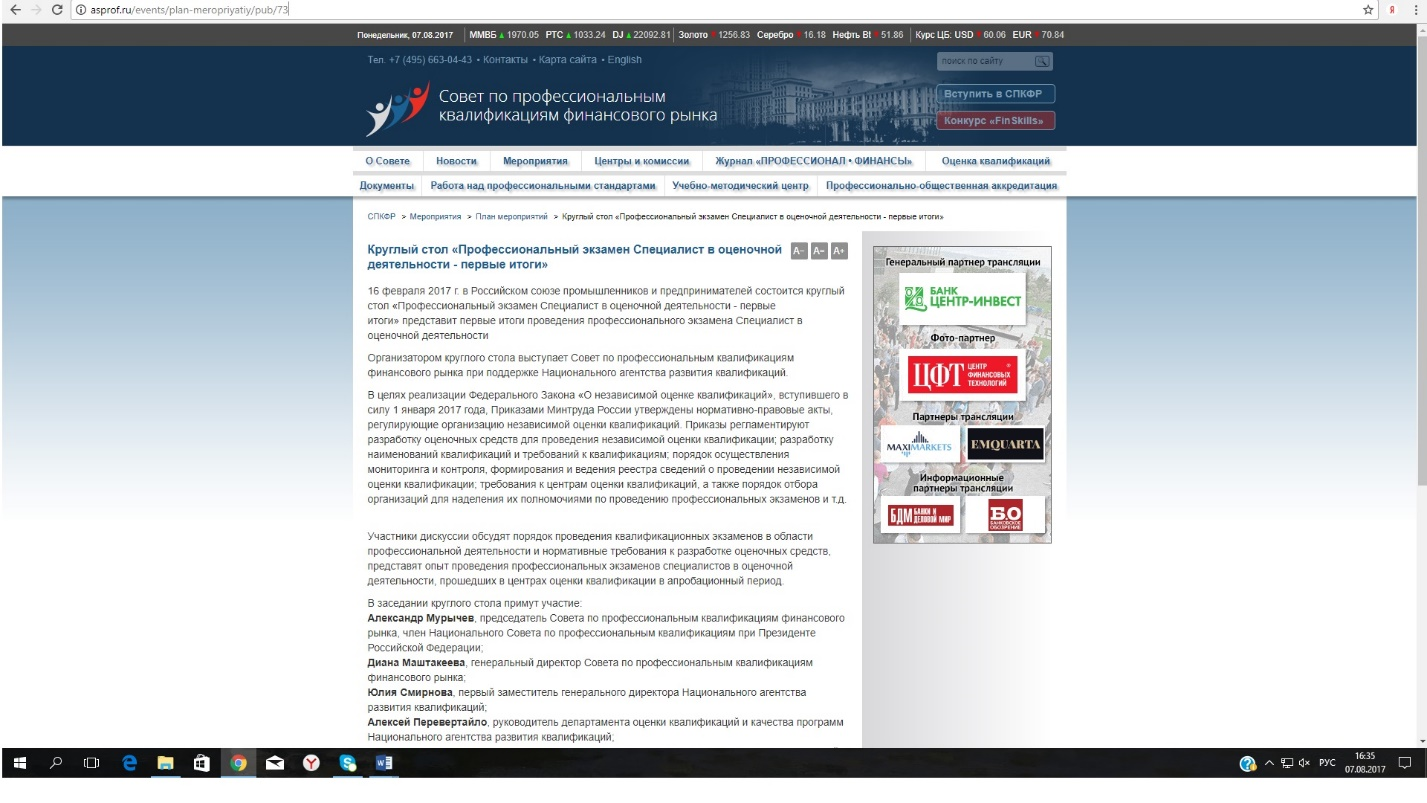 asprof.ru/events/plan-meropriyatiy/pub/73
Понедельник, 07.08.2017 ММВБ 1970.05 РТС 1033.24 DJ 22092.81 Золото 1256.83 Серебро 16.18 Нефть Bt 51.86 Курс ЦБ: USD 60.06 EUR 70.84
Тел. +7 (495) 663-04-43 • Контакты • Карта сайта • English
поиск по сайту
Совет по профессиональным
квалификациям финансового рынка
Вступить в СПКФР
Конкурс «FinSkills»
О Совете Новости Мероприятия Центры и комиссии Журнал «ПРОФЕССИОНАЛ • ФИНАНСЫ» Оценка квалификаций
Документы Работа над профессиональными стандартами Учебно-методический центр Профессионально-общественная аккредитация
СПКФР > Мероприятия > План мероприятий > Круглый стол «Профессиональный экзамен Специалист в оценочной деятельности - первые итоги»
Круглый стол «Профессиональный экзамен Специалист в оценочной
деятельности - первые итоги»
A- A= A+
16 февраля 2017 г. в Российском союзе промышленников и предпринимателей состоится круглый
стол «Профессиональный экзамен Специалист в оценочной деятельности - первые
итоги» представит первые итоги проведения профессионального экзамена Специалист в
оценочной деятельности
Организатором круглого стола выступает Совет по профессиональным квалификациям
финансового рынка при поддержке Национального агентства развития квалификаций.
В целях реализации Федерального Закона «О независимой оценке квалификаций», вступившего в
силу 1 января 2017 года, Приказами Минтруда России утверждены нормативно-правовые акты,
регулирующие организацию независимой оценки квалификаций. Приказы регламентируют
разработку оценочных средств для проведения независимой оценки квалификации; разработку
наименований квалификаций и требований к квалификациям; порядок осуществления
мониторинга и контроля, формирования и ведения реестра сведений о проведении независимой
оценки квалификации; требования к центрам оценки квалификаций, а также порядок отбора
организаций для наделения их полномочиями по проведению профессиональных экзаменов и т.д.
Участники дискуссии обсудят порядок проведения квалификационных экзаменов в области
профессиональной деятельности и нормативные требования к разработке оценочных средств,
представят опыт проведения профессиональных экзаменов специалистов в оценочной
деятельности, прошедших в центрах оценки квалификации в апробационный период.
В заседании круглого стола примут участие:
Александр Мурычев, председатель Совета по профессиональным квалификациям финансового
рынка, член Национального Совета по профессиональным квалификациям при Президенте
Российской Федерации;
Диана Маштакеева, генеральный директор Совета по профессиональным квалификациям
финансового рынка;
Юлия Смирнова, первый заместитель генерального директора Национального агентства
развития квалификаций;
Алексей Перевертайло, руководитель департамента оценки квалификаций и качества программ
Национального агентства развития квалификаций;
Генеральный партнер трансляции
БАНК
ЦЕНТР-ИНВЕСТ
Фото-партнер
ЦФТ ЦЕНТР
ФИНАНСОВЫХ
ТЕХНОЛОГИЙ
Партнеры трансляции
MAXIMARKETS EMQUARTA
Информационные
партнеры трансляции
БДМ БАНКИ И
ДЕЛОВОЙ МИР
БО
БАНКОВСКОЕ
ОБОЗРЕНИЕ
РУС
16:35
07.08.2017